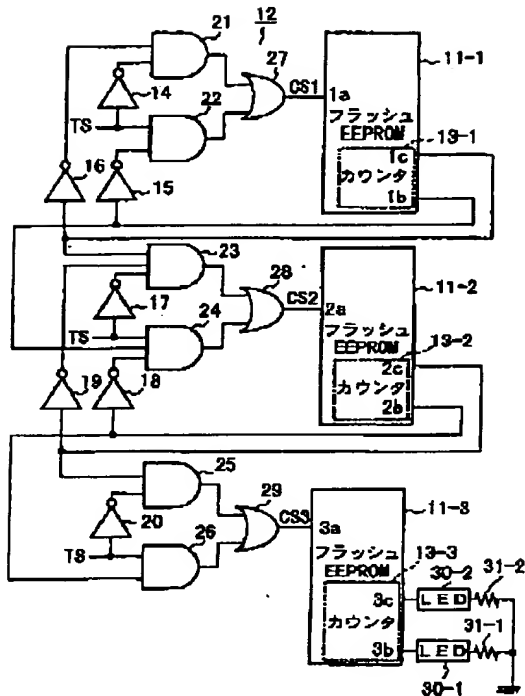 12
21
27
11-1
CS1
1a
14
フラッシュ
EEPROM
13-1
22
TS
1c
カウンタ
1b
16
15
23
28
11-2
CS2
2a
17
フラッシュ
EEPROM
13-2
24
TS
2c
カウンタ
2b
19
18
25
29
11-3
CS3
3a
20
フラッシュ
EEPROM
13-3
30-2
31-2
26
TS
3c
LED
カウンタ
31-1
3b
LED
30-1